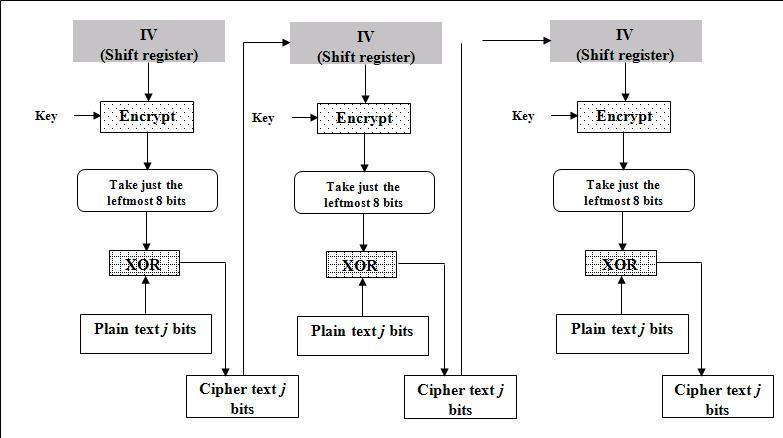 IV
(Shift register)
IV
(Shift register)
IV
(Shift register)
Key
Encrypt
Key
Encrypt
Key
Encrypt
Take just the
leftmost 8 bits
Take just the
leftmost 8 bits
Take just the
leftmost 8 bits
XOR
XOR
XOR
Plain text j bits
Plain text j bits
Plain text j bits
Cipher text j
bits
Cipher text j
bits
Cipher text j
bits